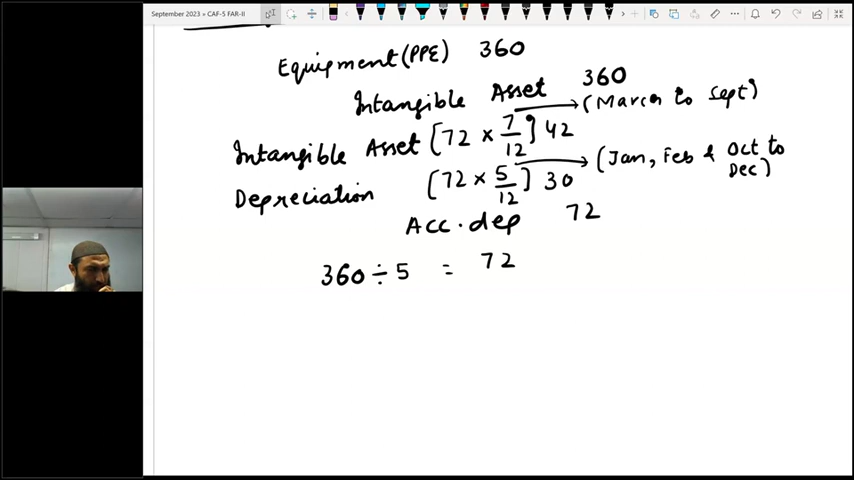 September 2023 » CAF-5 FAR-II
Equipment (PPE) 360
Intangible Asset 360
Intangible Asset [72 × 7/12] 42 → (March to Sept)
Depreciation [72 × 5/12] 30 → (Jan, Feb & Oct to Dec)
Acc. dep 72
360 ÷ 5 = 72